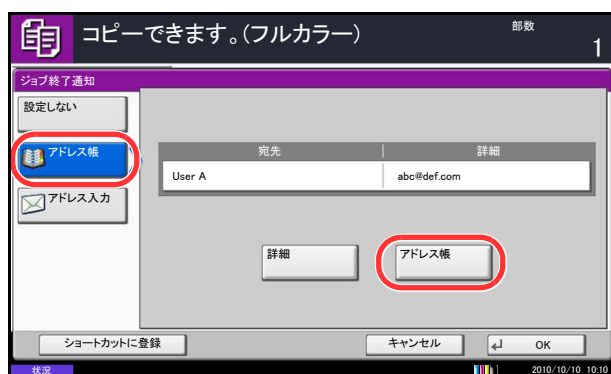 コピーできます。(フルカラー)
部数
1
ジョブ終了通知
設定しない
アドレス帳
アドレス入力
宛先 詳細
User A abc@def.com
詳細 アドレス帳
ショートカットに登録 キャンセル OK
状況 2010/10/10 10:10